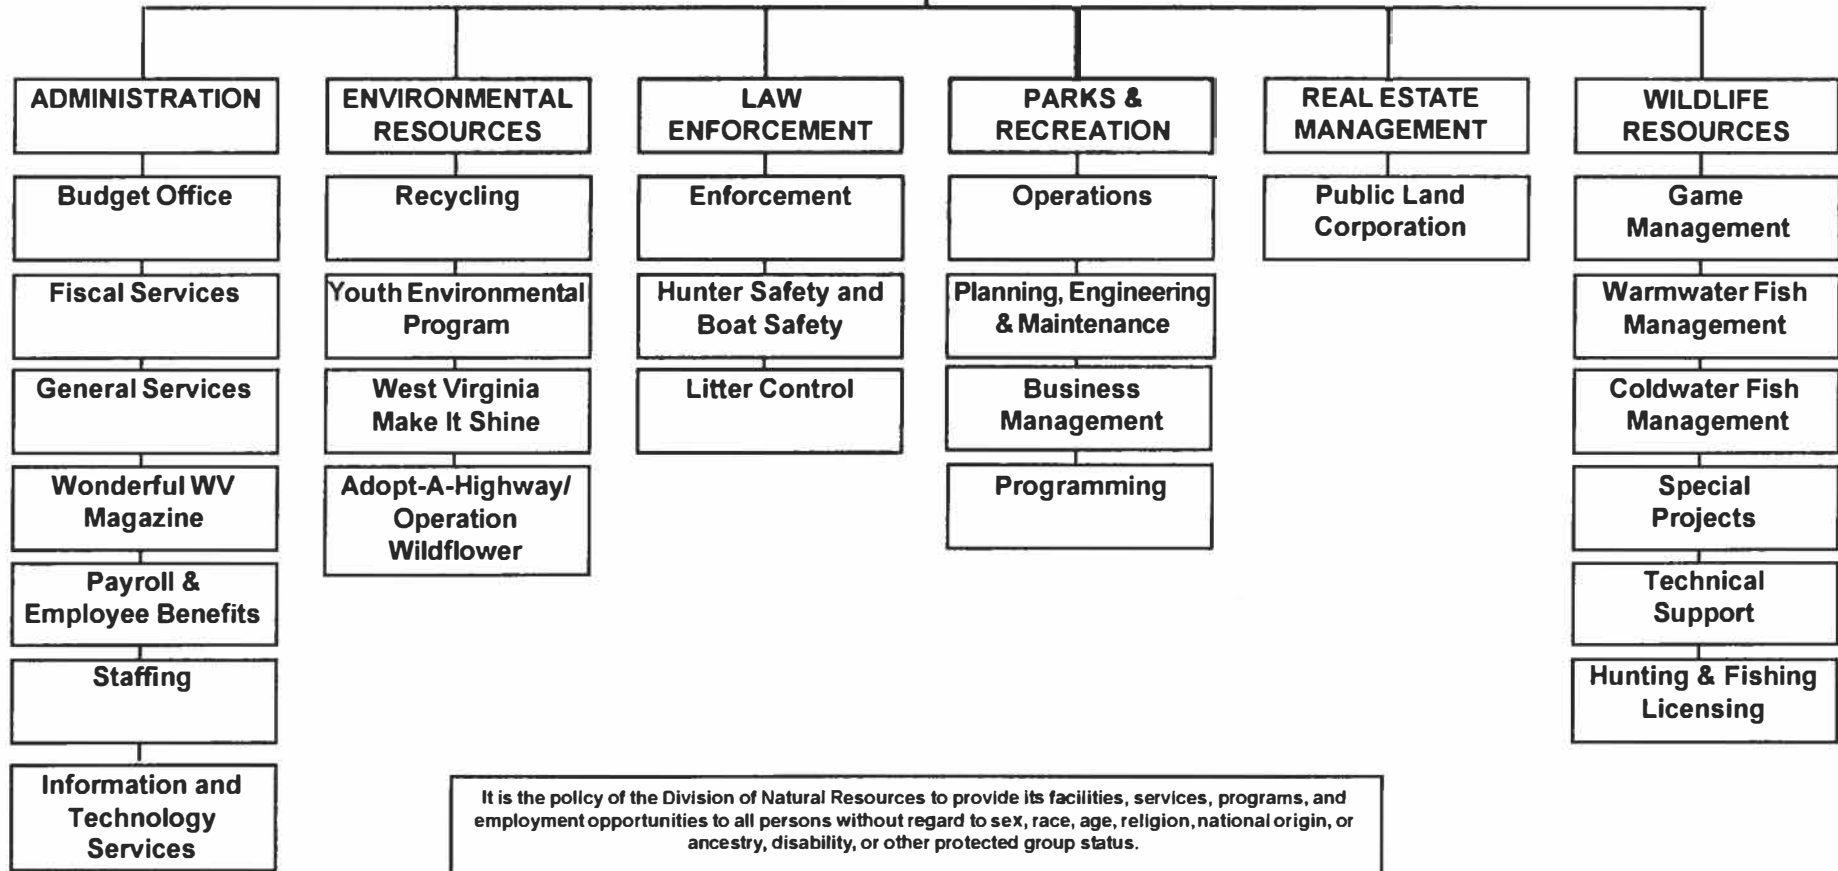 ADMINISTRATION
Budget Office
Fiscal Services
General Services
Wonderful WV
Magazine
Payroll &
Employee Benefits
Staffing
Information and
Technology
Services
ENVIRONMENTAL
RESOURCES
Recycling
Youth Environmental
Program
West Virginia
Make It Shine
Adopt-A-Highway/
Operation
Wildflower
LAW
ENFORCEMENT
Enforcement
Hunter Safety and
Boat Safety
Litter Control
PARKS &
RECREATION
Operations
Planning, Engineering
& Maintenance
Business
Management
Programming
REAL ESTATE
MANAGEMENT
Public Land
Corporation
WILDLIFE
RESOURCES
Game
Management
Warmwater Fish
Management
Coldwater Fish
Management
Special
Projects
Technical
Support
Hunting & Fishing
Licensing
It is the policy of the Division of Natural Resources to provide its facilities, services, programs, and
employment opportunities to all persons without regard to sex, race, age, religion, national origin, or
ancestry, disability, or other protected group status.